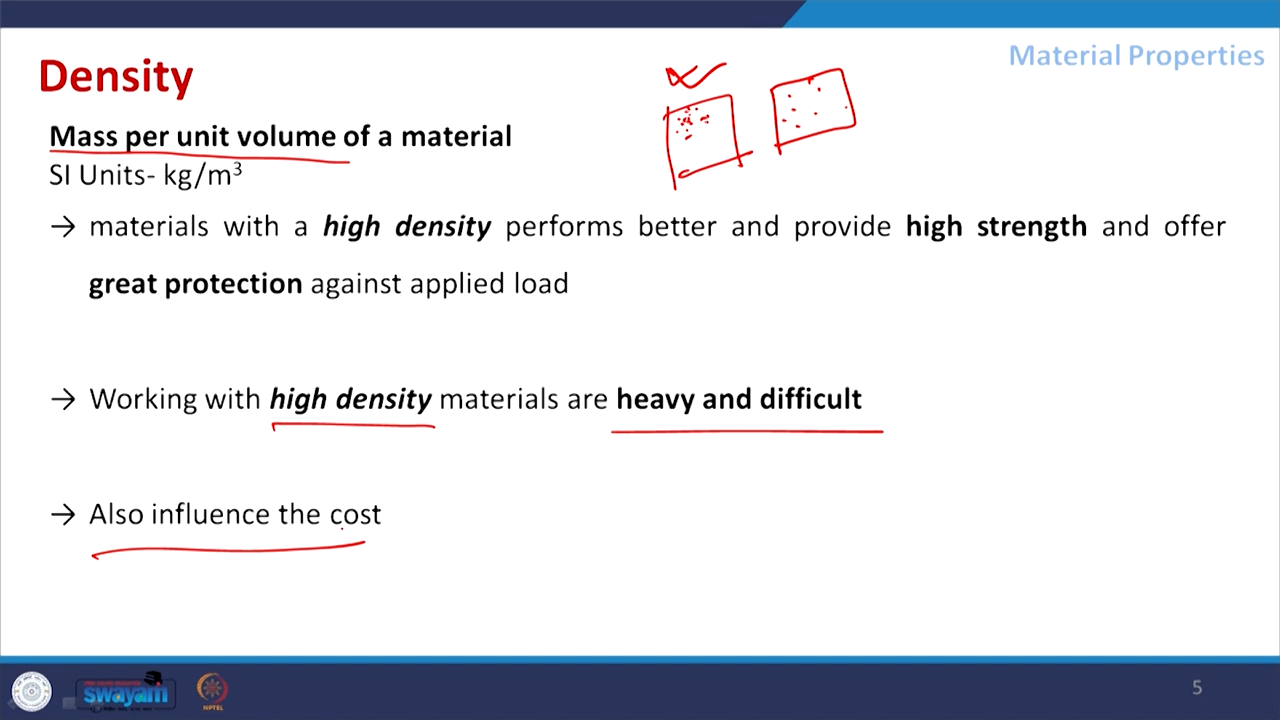 Material Properties
Density
Mass per unit volume of a material
SI Units- kg/m³
→ materials with a high density performs better and provide high strength and offer
great protection against applied load
→ Working with high density materials are heavy and difficult
→ Also influence the cost
swayam
NPTEL
5